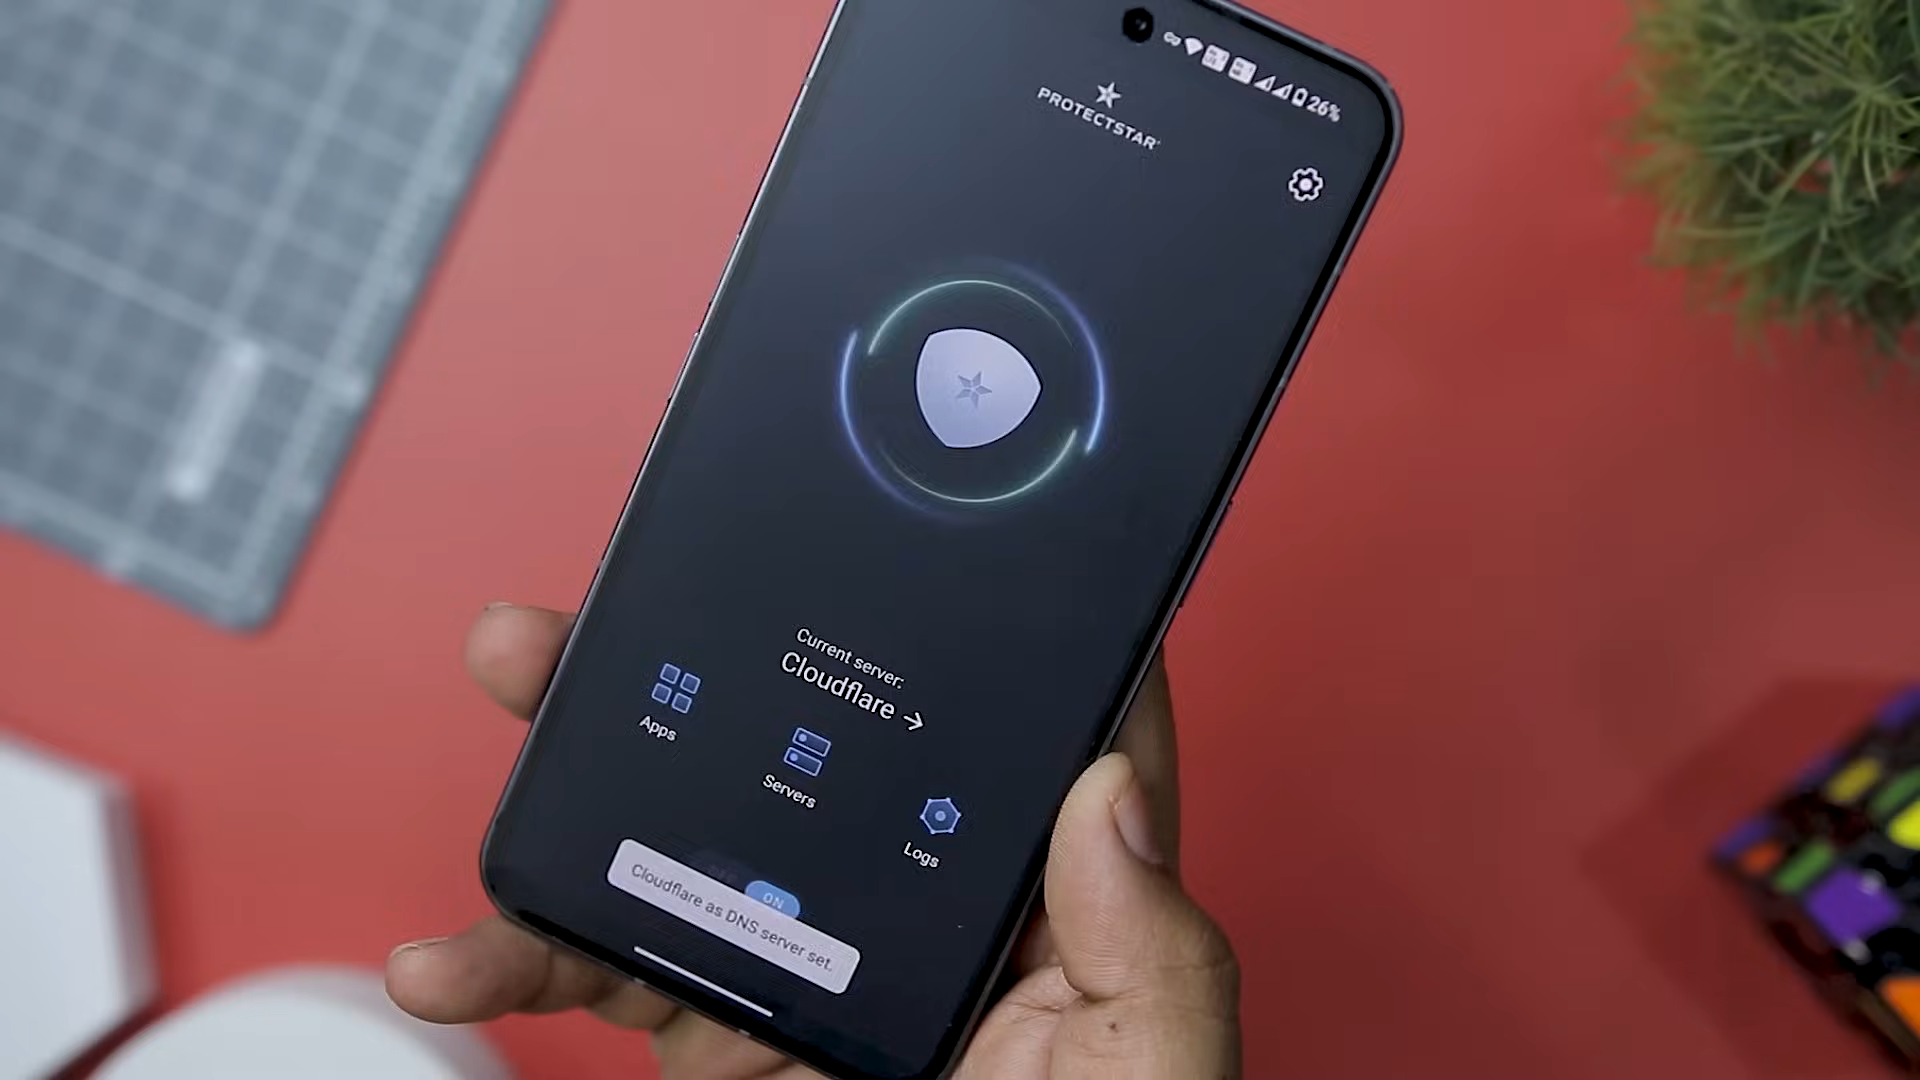 26%
PROTECTSTAR
Current server:
Cloudflare →
Apps
Servers
Logs
ON
Cloudflare as DNS server set.